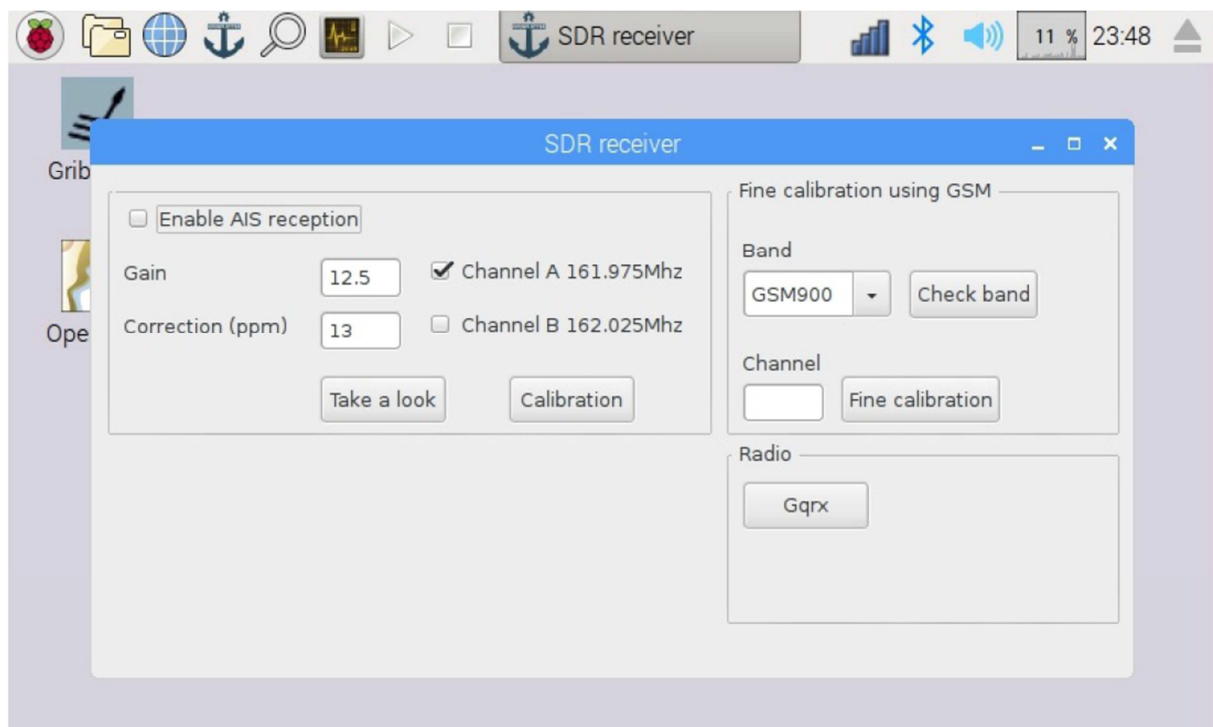 SDR receiver
11 % 23:48
SDR receiver
Grib
Ope
Enable AIS reception
Gain
12.5
Channel A 161.975Mhz
Correction (ppm)
13
Channel B 162.025Mhz
Take a look
Calibration
Fine calibration using GSM
Band
GSM900
Check band
Channel
Fine calibration
Radio
Gqrx